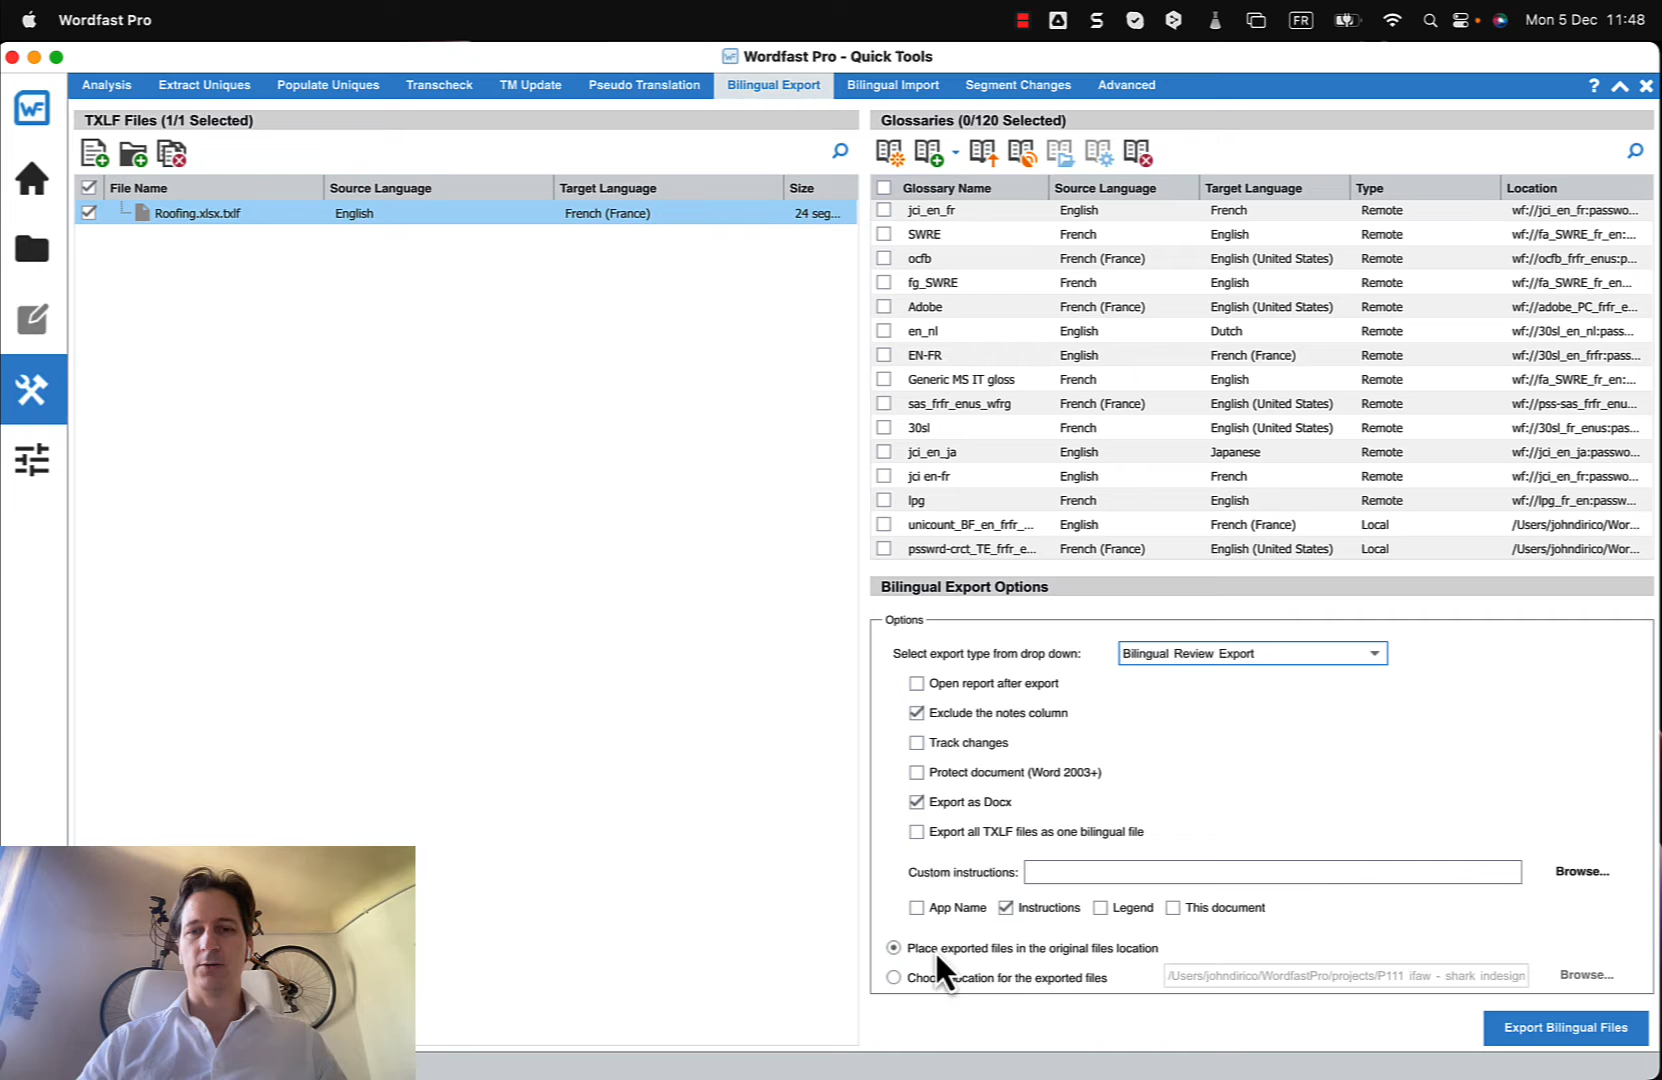 Wordfast Pro
FR
Mon 5 Dec 11:48
Wordfast Pro - Quick Tools
Analysis Extract Uniques Populate Uniques Transcheck TM Update Pseudo Translation Bilingual Export Bilingual Import Segment Changes Advanced
TXLF Files (1/1 Selected)
File Name Source Language Target Language Size
Roofing.xlsx.txlf English French (France) 24 seg...
Glossaries (0/120 Selected)
Glossary Name Source Language Target Language Type Location
jci_en_fr English French Remote wf://jci_en_fr:passwo...
SWRE French English Remote wf://fa_SWRE_fr_en:...
ocfb French (France) English (United States) Remote wf://ocfb_frfr_enus:p...
fg_SWRE French English Remote wf://fa_SWRE_fr_en...
Adobe French (France) English (United States) Remote wf://adobe_PC_frfr_e...
en_nl English Dutch Remote wf://30sl_en_nl:pass...
EN-FR English French (France) Remote wf://30sl_en_frfr:pass...
Generic MS IT gloss French English Remote wf://fa_SWRE_fr_en:...
sas_frfr_enus_wfrg French (France) English (United States) Remote wf://pss-sas_frfr_enu...
30sl French English (United States) Remote wf://30sl_fr_enus:pas...
jci_en_ja English Japanese Remote wf://jci_en_ja:passwo...
jci en-fr English French Remote wf://jci_en_fr:passwo...
lpg French English Remote wf://lpg_fr_en:passw...
unicount_BF_en_frfr_... English French (France) Local /Users/johndirico/Wor...
psswrd-crct_TE_frfr_e... French (France) English (United States) Local /Users/johndirico/Wor...
Bilingual Export Options
Options
Select export type from drop down: Bilingual Review Export
Open report after export
Exclude the notes column
Track changes
Protect document (Word 2003+)
Export as Docx
Export all TXLF files as one bilingual file
Custom instructions: Browse...
App Name Instructions Legend This document
Place exported files in the original files location
for the exported files /Users/johndirico/WordfastPro/projects/P111 ifaw - shark indesign Browse...
Export Bilingual Files